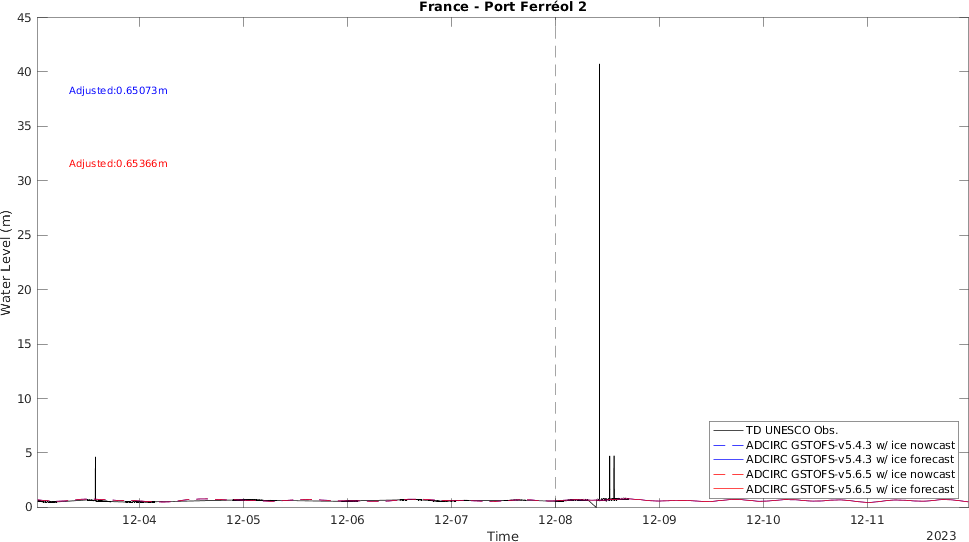 France - Port Ferréol 2
45
40
35
30
25
20
15
10
5
0
Water Level (m)
Adjusted:0.65073m
Adjusted:0.65366m
TD UNESCO Obs.
ADCIRC GSTOFS-v5.4.3 w/ ice nowcast
ADCIRC GSTOFS-v5.4.3 w/ ice forecast
ADCIRC GSTOFS-v5.6.5 w/ ice nowcast
ADCIRC GSTOFS-v5.6.5 w/ ice forecast
12-04 12-05 12-06 12-07 12-08 12-09 12-10 12-11
Time
2023